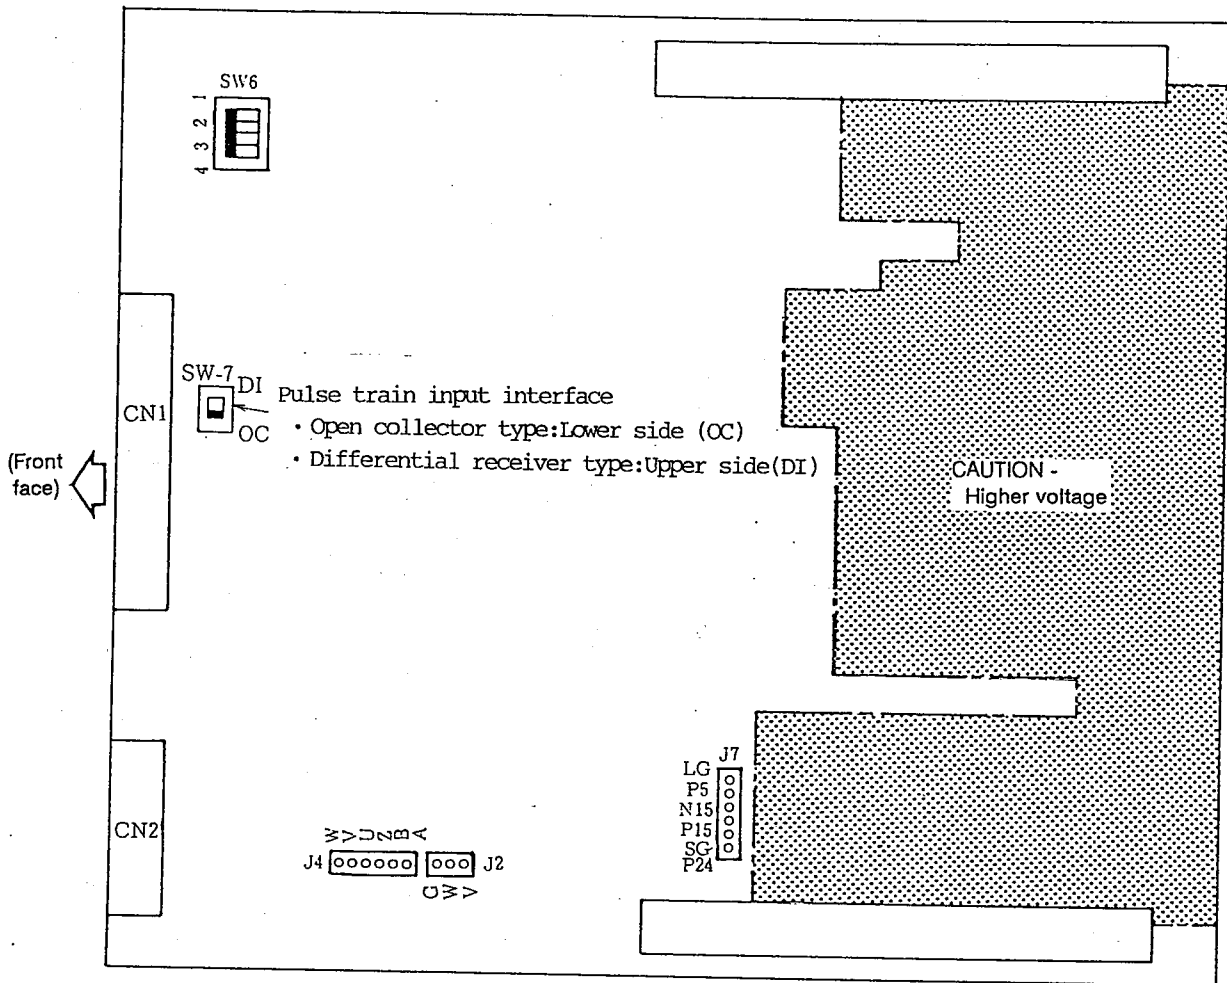 SW6
1
2
3
4
SW-7
DI
OC
Pulse train input interface
・Open collector type:Lower side (OC)
・Differential receiver type:Upper side(DI)
CN1
(Front
face)
CAUTION -
Higher voltage
J7
LG
P5
N15
P15
SG
P24
CN2
W
V
U
Z
B
A
J4
J2
G
W
V